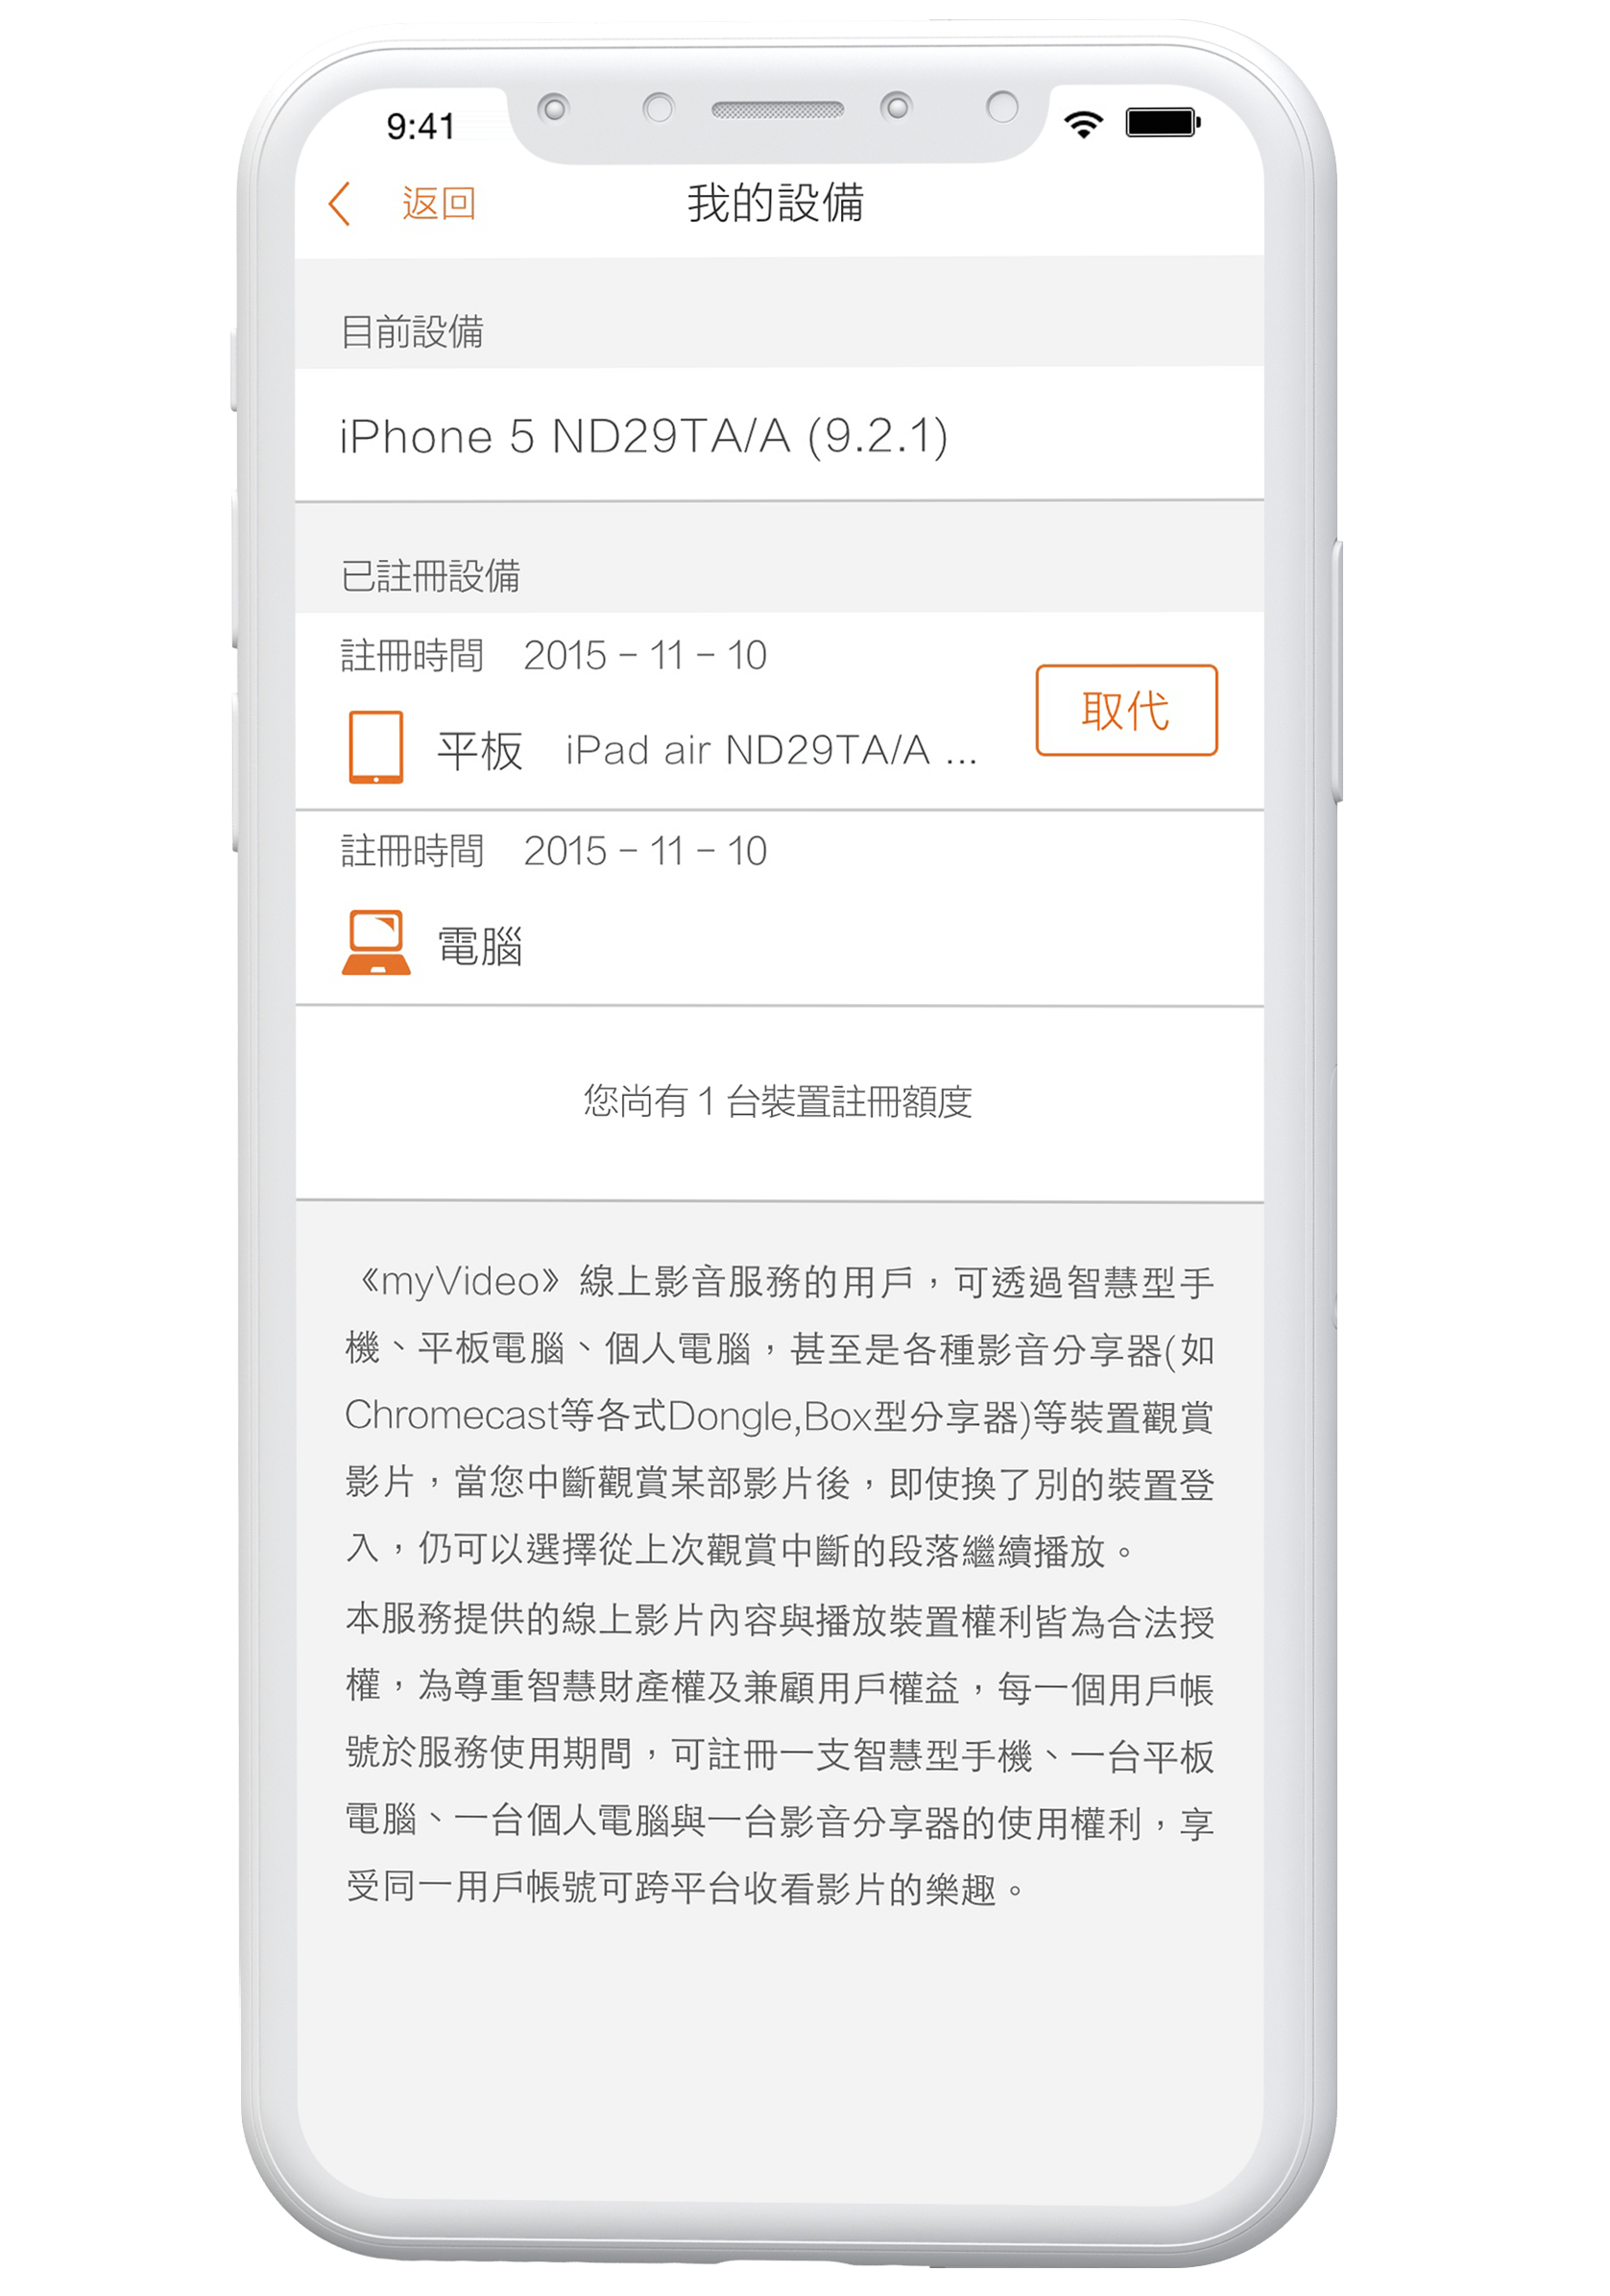 9:41
返回
我的設備
目前設備
iPhone 5 ND29TA/A (9.2.1)
已註冊設備
註冊時間 2015 – 11 – 10
取代
平板 iPad air ND29TA/A ...
註冊時間 2015 – 11 – 10
電腦
您尚有 1 台裝置註冊額度
《myVideo》線上影音服務的用戶，可透過智慧型手
機、平板電腦、個人電腦，甚至是各種影音分享器(如
Chromecast等各式Dongle,Box型分享器)等裝置觀賞
影片，當您中斷觀賞某部影片後，即使換了別的裝置登
入，仍可以選擇從上次觀賞中斷的段落繼續播放。
本服務提供的線上影片內容與播放裝置權利皆為合法授
權，為尊重智慧財產權及兼顧用戶權益，每一個用戶帳
號於服務使用期間，可註冊一支智慧型手機、一台平板
電腦、一台個人電腦與一台影音分享器的使用權利，享
受同一用戶帳號可跨平台收看影片的樂趣。